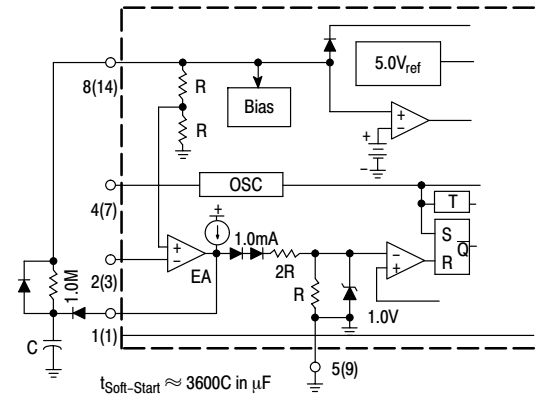 5.0Vref
8(14)
R
Bias
+
−
R
+
−
OSC
4(7)
T
+
S
Q
R
1.0mA
+
−
2(3)
EA
2R
−
+
R
1.0V
1.0M
1(1)
C
5(9)
tSoft−Start ≈ 3600C in µF